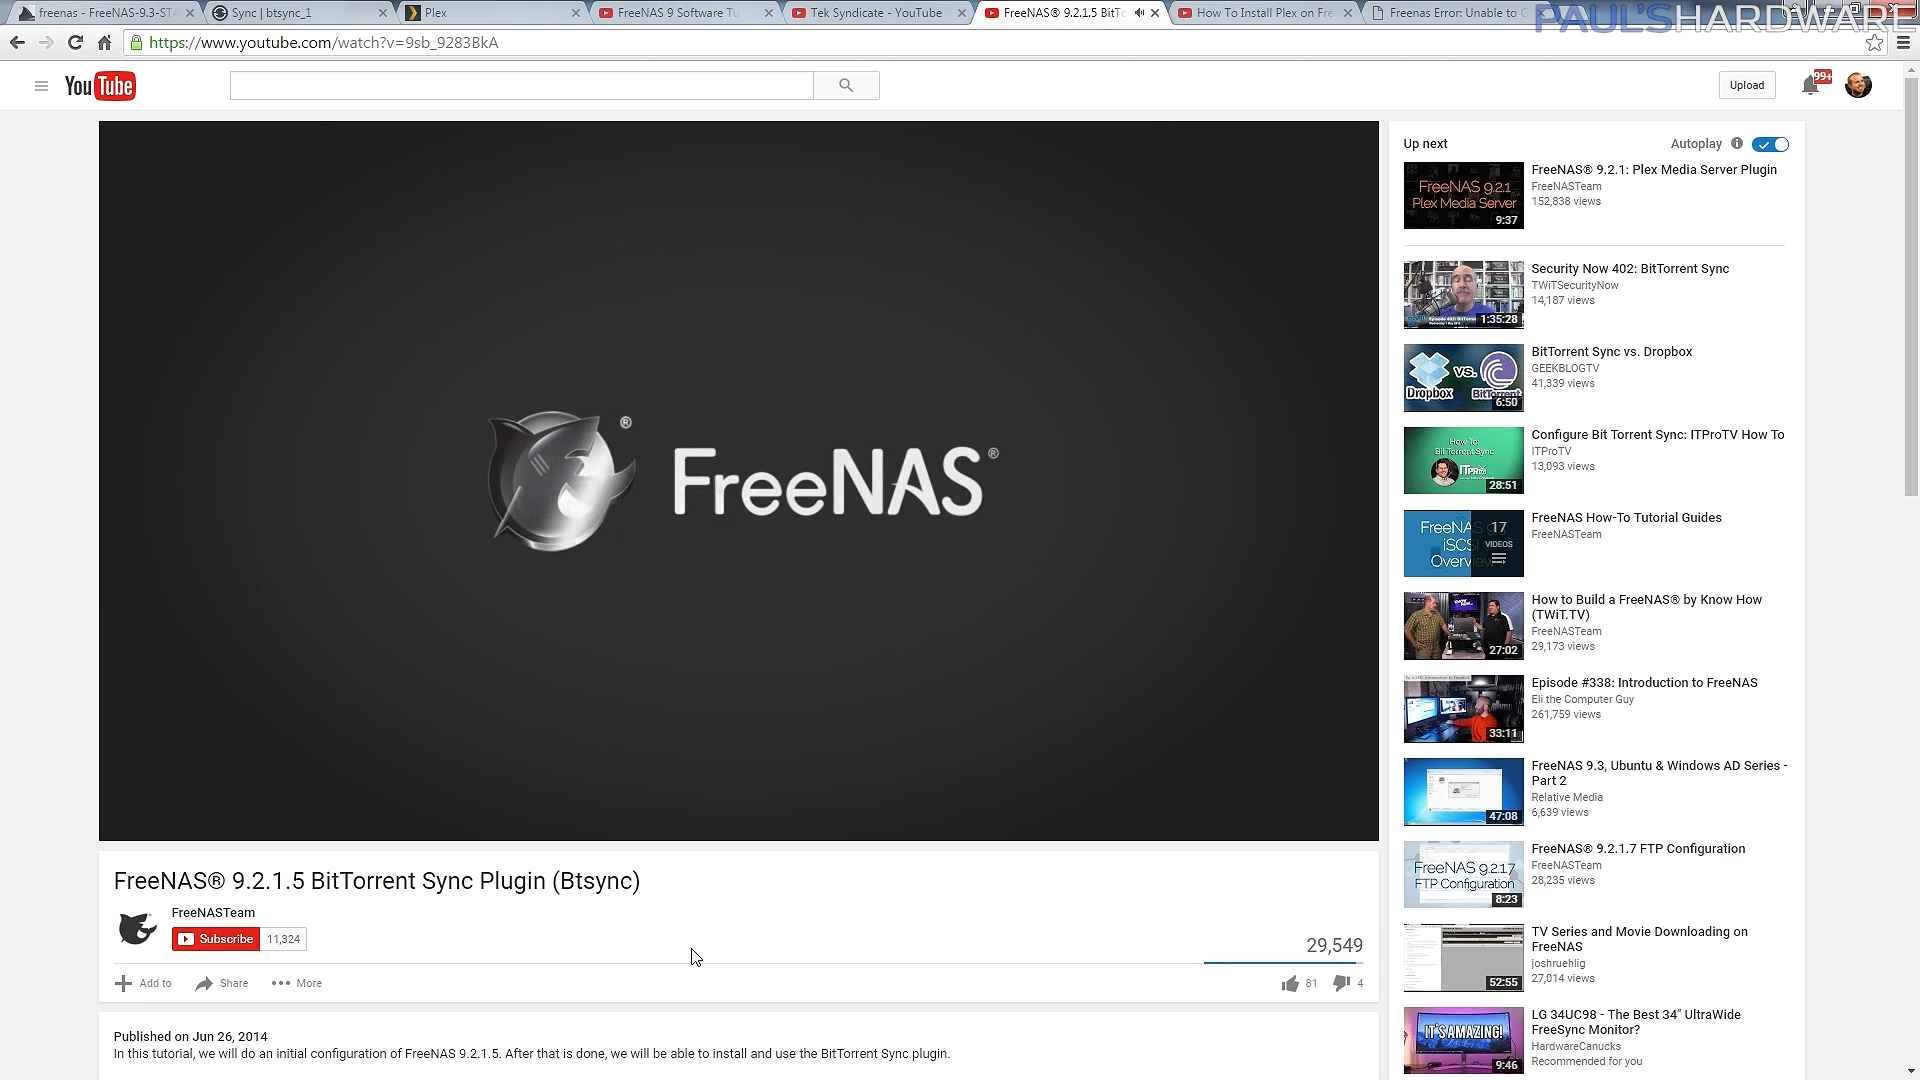 freenas - FreeNAS-9.3-STA
Sync | btsync_1
Plex
FreeNAS 9 Software Tu
Tek Syndicate - YouTube
FreeNAS® 9.2.1.5 BitTo
How To Install Plex on Fre
Freenas Error: Unable to G
PAUL'SHARDWARE
https://www.youtube.com/watch?v=9sb_9283BkA
YouTube
Upload
99+
FreeNAS®
®
Up next
Autoplay
FreeNAS 9.2.1
Plex Media Server
9:37
FreeNAS® 9.2.1: Plex Media Server Plugin
FreeNASTeam
152,838 views
1:35:28
Security Now 402: BitTorrent Sync
TWiTSecurityNow
14,187 views
VS.
Dropbox
BitTorrent
6:50
BitTorrent Sync vs. Dropbox
GEEKBLOGTV
41,339 views
How To:
Bit Torrent Sync
ITPRO
28:51
Configure Bit Torrent Sync: ITProTV How To
ITProTV
13,093 views
FreeNAS
iSCSI
Overview
17
VIDEOS
FreeNAS How-To Tutorial Guides
FreeNASTeam
27:02
How to Build a FreeNAS® by Know How
(TWiT.TV)
FreeNASTeam
29,173 views
33:11
Episode #338: Introduction to FreeNAS
Eli the Computer Guy
261,759 views
47:08
FreeNAS 9.3, Ubuntu & Windows AD Series -
Part 2
Relative Media
6,639 views
FreeNAS 9.2.1.7
FTP Configuration
8:23
FreeNAS® 9.2.1.7 FTP Configuration
FreeNASTeam
28,235 views
52:55
TV Series and Movie Downloading on
FreeNAS
joshruehlig
27,014 views
IT'S AMAZING!
9:46
LG 34UC98 - The Best 34" UltraWide
FreeSync Monitor?
HardwareCanucks
Recommended for you
FreeNAS® 9.2.1.5 BitTorrent Sync Plugin (Btsync)
FreeNASTeam
Subscribe 11,324
29,549
Add to
Share
More
81
4
Published on Jun 26, 2014
In this tutorial, we will do an initial configuration of FreeNAS 9.2.1.5. After that is done, we will be able to install and use the BitTorrent Sync plugin.